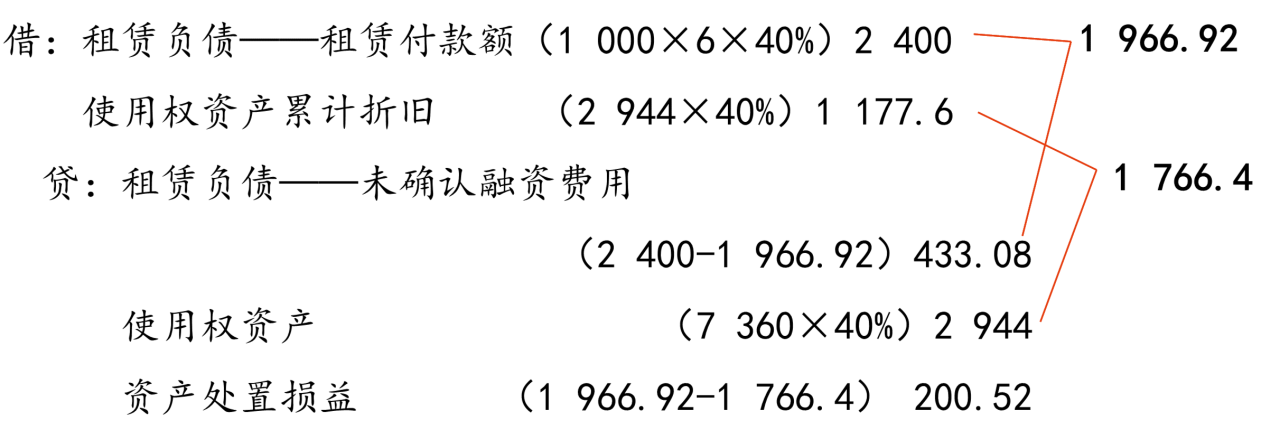 借：租赁负债——租赁付款额（1 000×6×40%）2 400 1 966.92
使用权资产累计折旧 （2 944×40%）1 177.6
贷：租赁负债——未确认融资费用 1 766.4
（2 400-1 966.92）433.08
使用权资产 （7 360×40%）2 944
资产处置损益 （1 966.92-1 766.4） 200.52